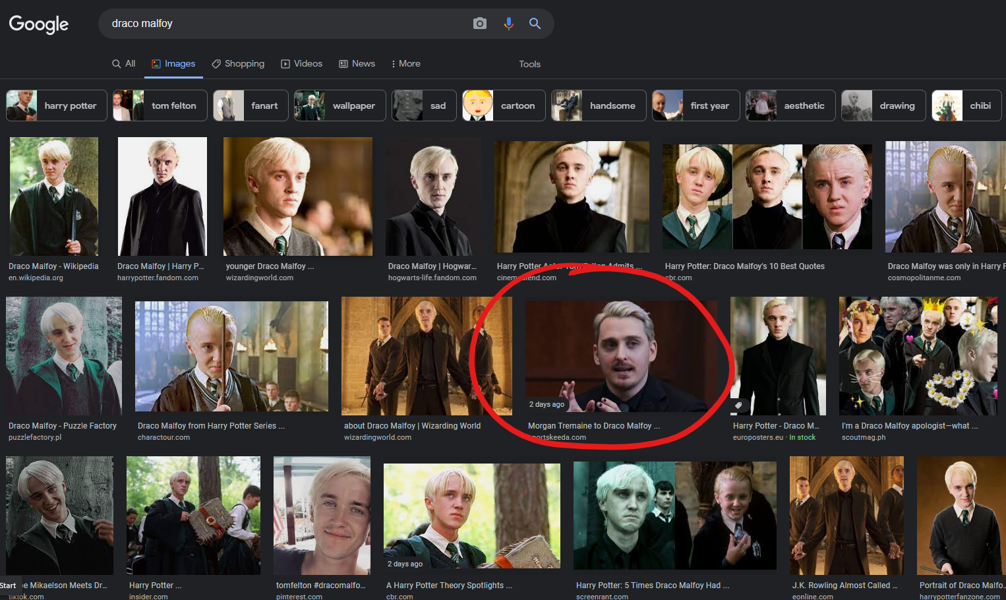 Google
draco malfoy
All
Images
Shopping
Videos
News
More
Tools
harry potter
tom felton
fanart
wallpaper
sad
cartoon
handsome
first year
aesthetic
drawing
chibi
Draco Malfoy - Wikipedia
en.wikipedia.org
Draco Malfoy | Harry P...
harrypotter.fandom.com
younger Draco Malfoy ...
wizardingworld.com
Draco Malfoy | Hogwar...
hogwarts-life.fandom.com
Harry Potter
Harry Potter: Draco Malfoy's 10 Best Quotes
cbr.com
Draco Malfoy was only in Harry P
cosmopolitanme.com
Draco Malfoy - Puzzle Factory
puzzlefactory.pl
Draco Malfoy from Harry Potter Series ...
charactour.com
about Draco Malfoy | Wizarding World
wizardingworld.com
2 days ago
Morgan Tremaine to Draco Malfoy ...
ortskeeda.com
Harry Potter - Draco M...
europosters.eu · In stock
I'm a Draco Malfoy apologist—what ...
scoutmag.ph
Start
e Mikaelson Meets Dr...
tiktok.com
Harry Potter ...
insider.com
tomfelton #dracomalfo...
pinterest.com
2 days ago
A Harry Potter Theory Spotlights ...
cbr.com
Harry Potter: 5 Times Draco Malfoy Had ...
screenrant.com
J.K. Rowling Almost Called ...
eonline.com
Portrait of Draco Malfo
harrypotterfanzone.com